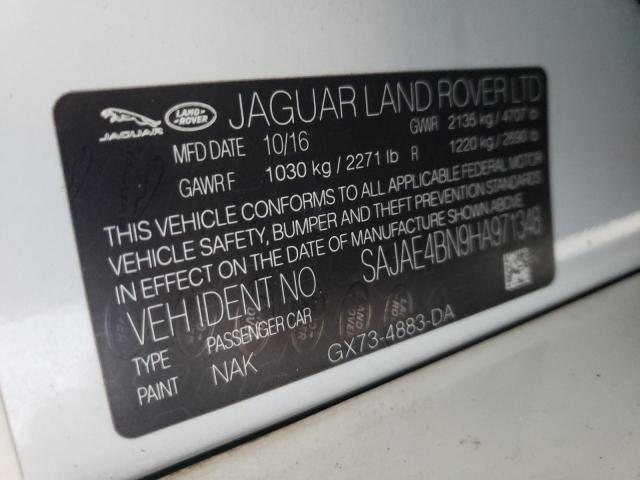 JAGUAR
LAND ROVER
JAGUAR LAND ROVER LTD
MFD DATE 10/16 GVWR 2135 kg / 4707 lb
GAWR F 1030 kg / 2271 lb R 1220 kg / 2690 lb
THIS VEHICLE CONFORMS TO ALL APPLICABLE FEDERAL MOTOR
VEHICLE SAFETY, BUMPER AND THEFT PREVENTION STANDARDS
IN EFFECT ON THE DATE OF MANUFACTURE SHOWN ABOVE.
VEH IDENT NO. SAJAE4BN9HA971348
TYPE PASSENGER CAR
PAINT NAK GX73-4883-DA